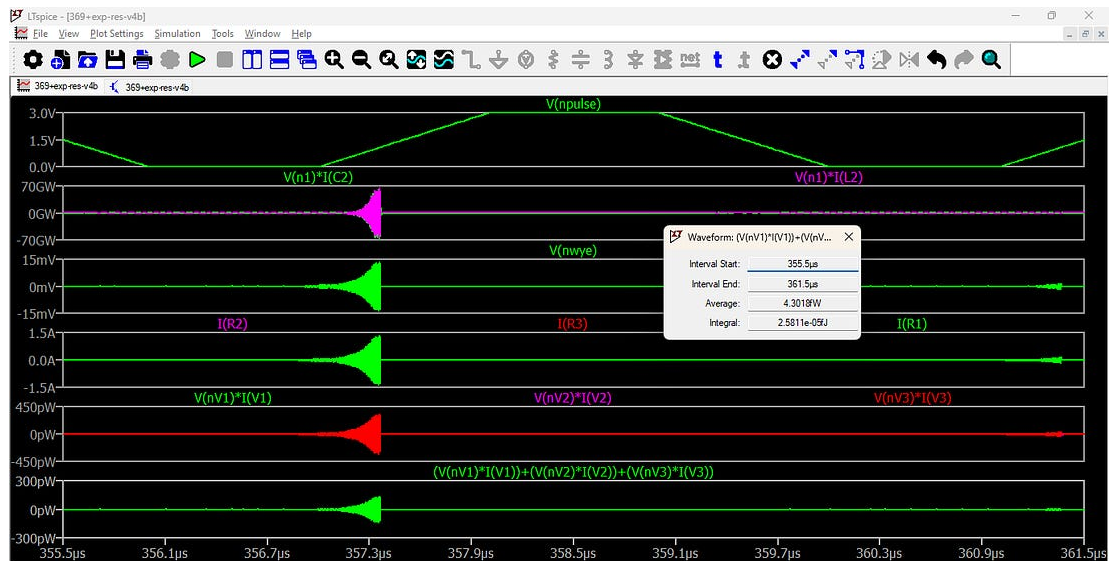 LTspice - [369+exp-res-v4b]
File View Plot Settings Simulation Tools Window Help
net t .t
369+exp-res-v4b 369+exp-res-v4b
V(npulse)
3.0V
1.5V
0.0V
V(n1)*I(C2) V(n1)*I(L2)
70GW
0GW
-70GW
V(nwye)
15mV
0mV
-15mV
I(R2) I(R3) I(R1)
1.5A
0.0A
-1.5A
V(nV1)*I(V1) V(nV2)*I(V2) V(nV3)*I(V3)
450pW
0pW
-450pW
(V(nV1)*I(V1))+(V(nV2)*I(V2))+(V(nV3)*I(V3))
300pW
0pW
-300pW
355.5µs 356.1µs 356.7µs 357.3µs 357.9µs 358.5µs 359.1µs 359.7µs 360.3µs 360.9µs 361.5µs
Waveform: (V(nV1)*I(V1))+(V(nV...
Interval Start: 355.5µs
Interval End: 361.5µs
Average: 4.3018fW
Integral: 2.5811e-05fJ